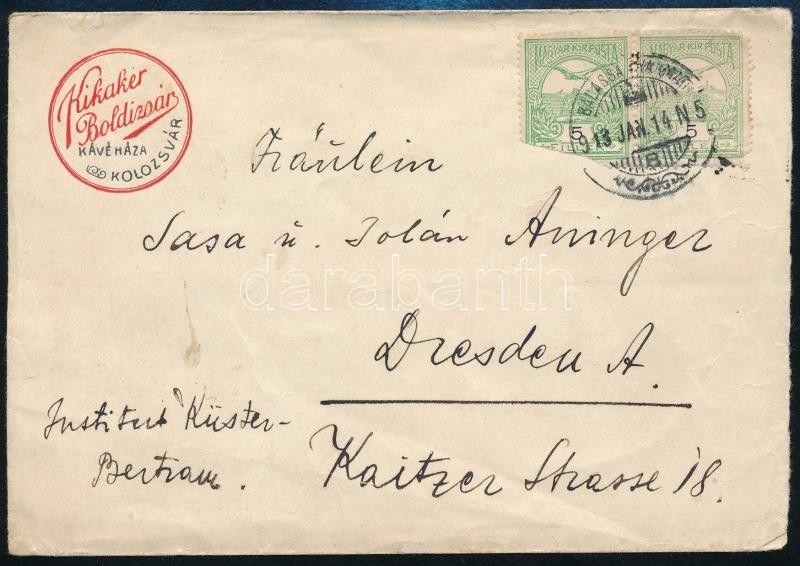 Kikaker
Boldizsár
KÁVÉHÁZA
KOLOZSVÁR
MAGYAR·KIR·POSTA
MAGYAR·KIR·POSTA
5
5
913 JAN. 14 N 5
Fräulein
Sasa u. Jolán Aninger
darabanth
Dresden A.
Institut Küster-
Bertram.
Kaitzer Strasse 18.